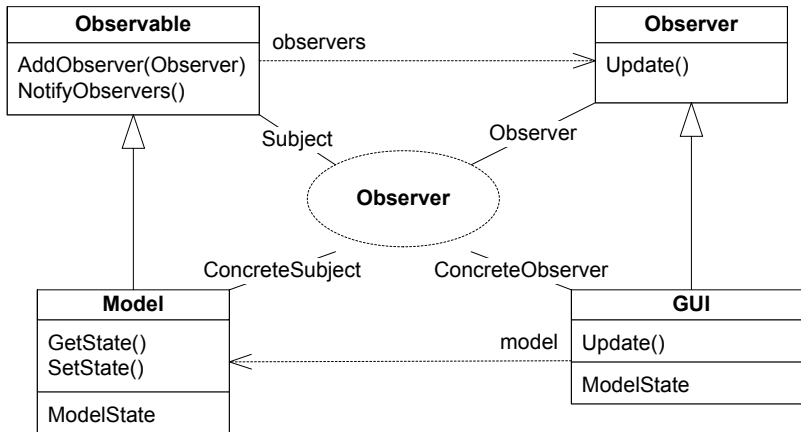 Observable
AddObserver(Observer)
NotifyObservers()
observers
Observer
Update()
Subject
Observer
Observer
ConcreteSubject
ConcreteObserver
Model
GetState()
SetState()
ModelState
model
GUI
Update()
ModelState